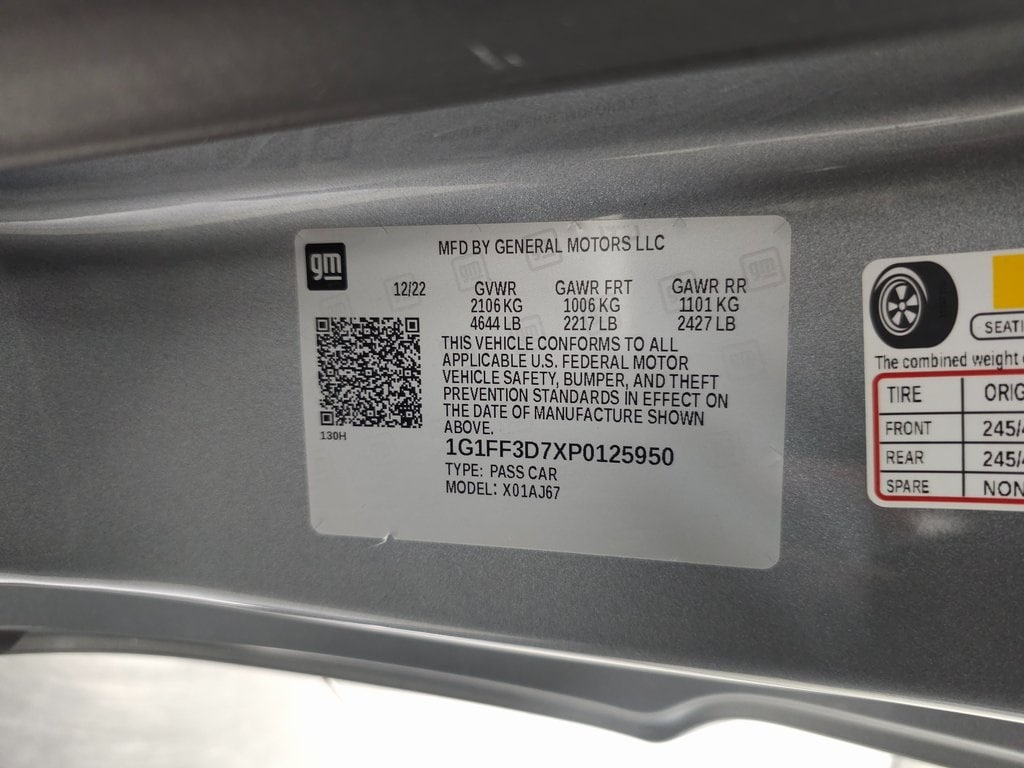 gm
MFD BY GENERAL MOTORS LLC
12/22 GVWR GAWR FRT GAWR RR
2106 KG 1006 KG 1101 KG
4644 LB 2217 LB 2427 LB
THIS VEHICLE CONFORMS TO ALL
APPLICABLE U.S. FEDERAL MOTOR
VEHICLE SAFETY, BUMPER, AND THEFT
PREVENTION STANDARDS IN EFFECT ON
THE DATE OF MANUFACTURE SHOWN
ABOVE.
130H
1G1FF3D7XP0125950
TYPE: PASS CAR
MODEL: X01AJ67
SEATI
The combined weight
TIRE ORIG
FRONT 245/
REAR 245/
SPARE NON